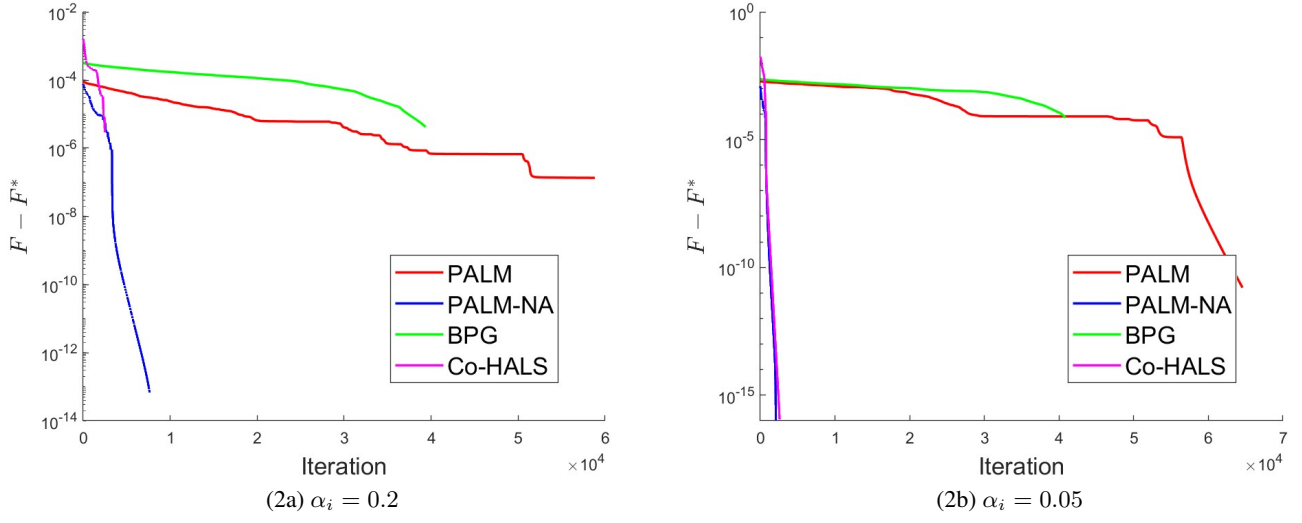 10^-2
10^-4
10^-6
10^-8
10^-10
10^-12
10^-14
F − F*
0 1 2 3 4 5 6
×10^4
Iteration
PALM
PALM-NA
BPG
Co-HALS
(2a) α_i = 0.2
10^0
10^-5
10^-10
10^-15
F − F*
0 1 2 3 4 5 6 7
×10^4
Iteration
PALM
PALM-NA
BPG
Co-HALS
(2b) α_i = 0.05